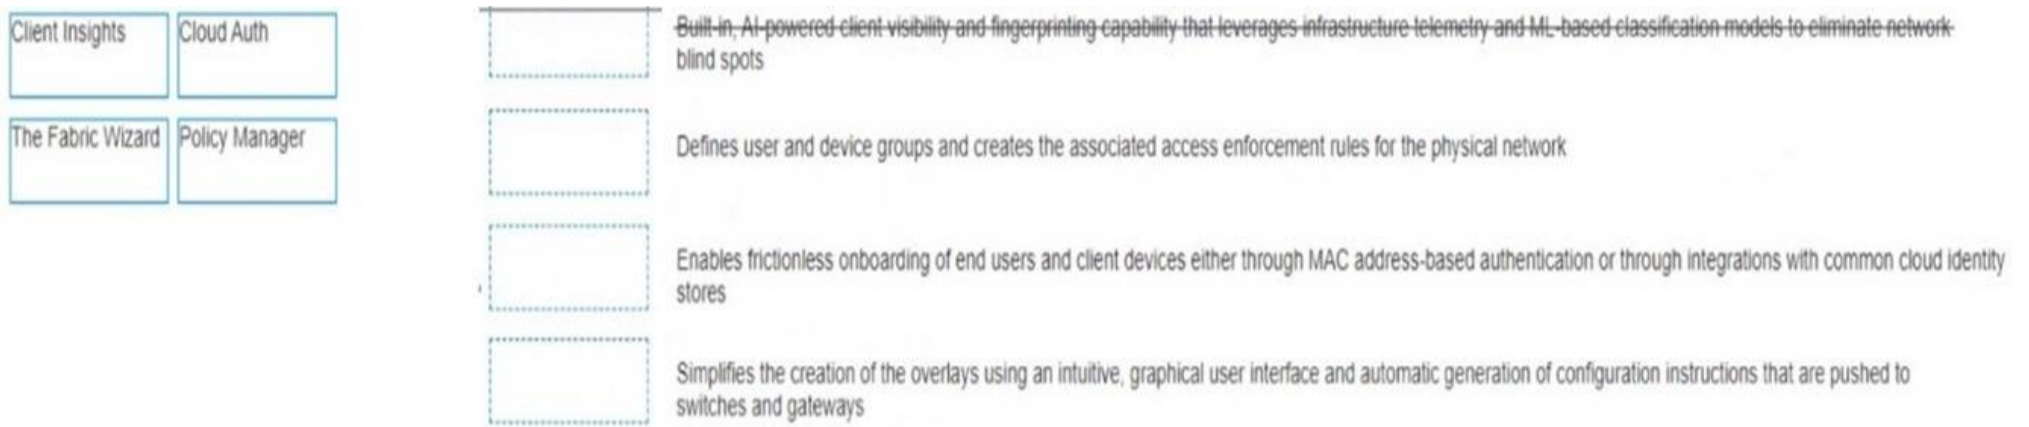 Client Insights
Cloud Auth
The Fabric Wizard
Policy Manager
Built-in, AI-powered client visibility and fingerprinting capability that leverages infrastructure telemetry and ML-based classification models to eliminate network
blind spots
Defines user and device groups and creates the associated access enforcement rules for the physical network
Enables frictionless onboarding of end users and client devices either through MAC address-based authentication or through integrations with common cloud identity
stores
Simplifies the creation of the overlays using an intuitive, graphical user interface and automatic generation of configuration instructions that are pushed to
switches and gateways